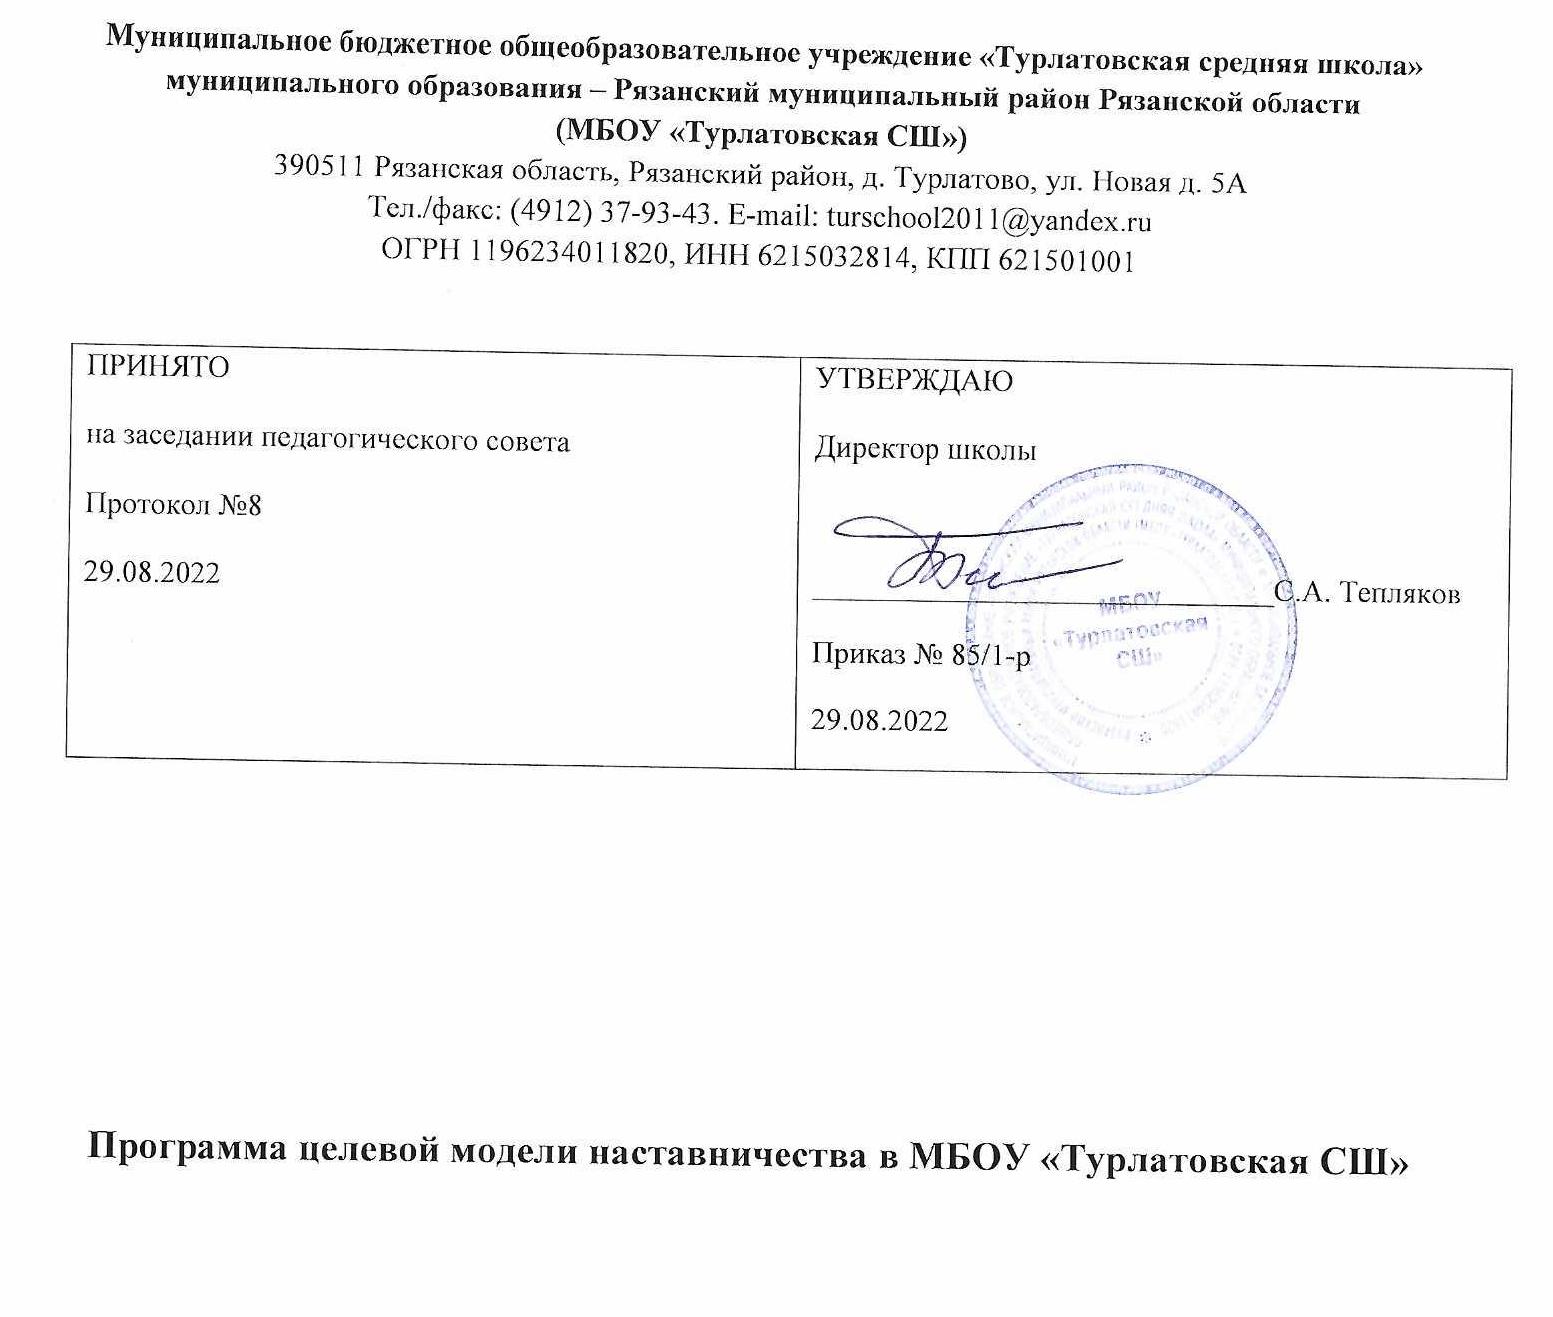 Муниципальное бюджетное общеобразовательное учреждение «Турлатовская средняя школа»
муниципального образования – Рязанский муниципальный район Рязанской области
(МБОУ «Турлатовская СШ»)
390511 Рязанская область, Рязанский район, д. Турлатово, ул. Новая д. 5А
Тел./факс: (4912) 37-93-43. E-mail: turschool2011@yandex.ru
ОГРН 1196234011820, ИНН 6215032814, КПП 621501001
ПРИНЯТО
на заседании педагогического совета
Протокол №8
29.08.2022
УТВЕРЖДАЮ
Директор школы
С.А. Тепляков
Приказ № 85/1-р
29.08.2022
МБОУ
«Турлатовская
СШ»
Программа целевой модели наставничества в МБОУ «Турлатовская СШ»